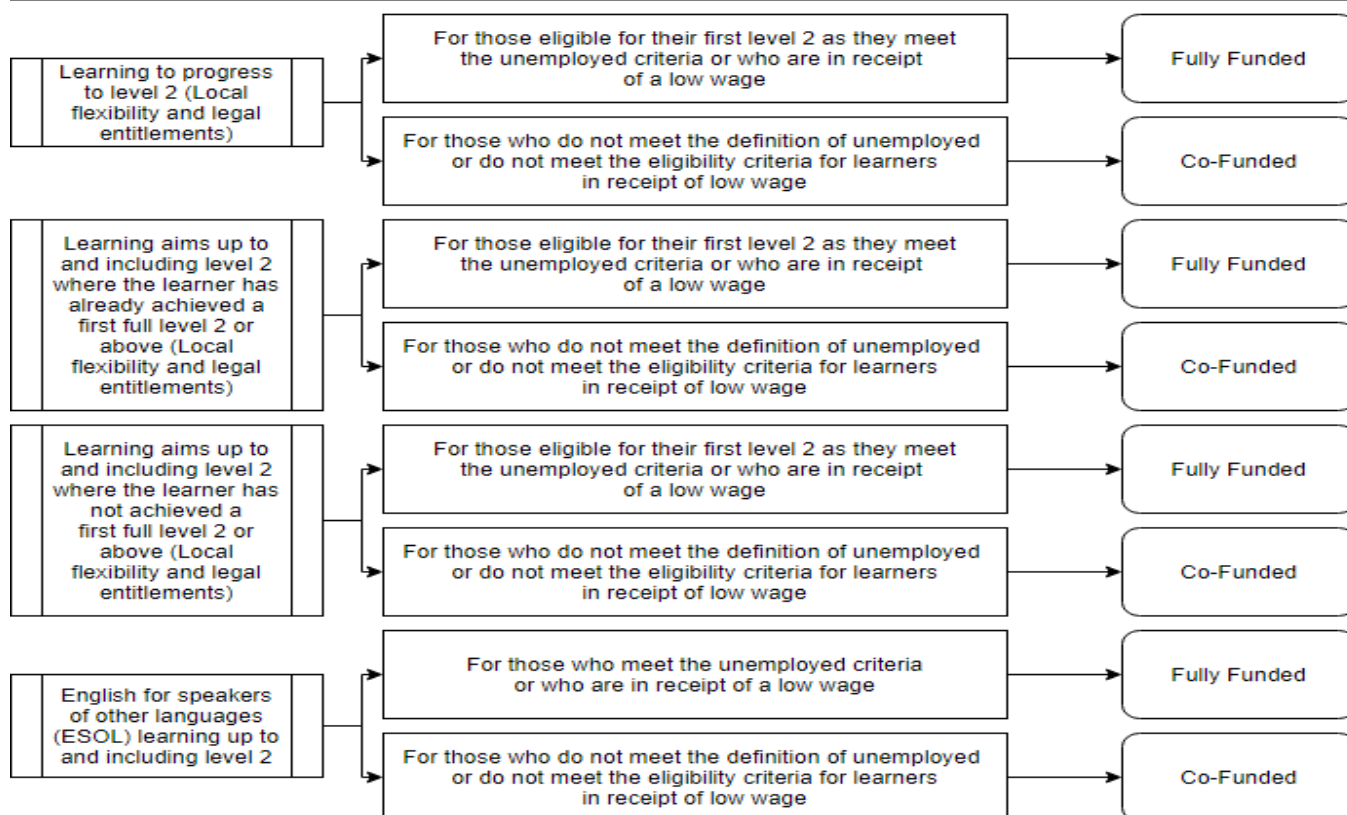 Learning to progress
to level 2 (Local
flexibility and legal
entitlements)
For those eligible for their first level 2 as they meet
the unemployed criteria or who are in receipt
of a low wage
Fully Funded
For those who do not meet the definition of unemployed
or do not meet the eligibility criteria for learners
in receipt of low wage
Co-Funded
Learning aims up to
and including level 2
where the learner has
already achieved a
first full level 2 or
above (Local
flexibility and legal
entitlements)
For those eligible for their first level 2 as they meet
the unemployed criteria or who are in receipt
of a low wage
Fully Funded
For those who do not meet the definition of unemployed
or do not meet the eligibility criteria for learners
in receipt of low wage
Co-Funded
Learning aims up to
and including level 2
where the learner has
not achieved a
first full level 2 or
above (Local
flexibility and legal
entitlements)
For those eligible for their first level 2 as they meet
the unemployed criteria or who are in receipt
of a low wage
Fully Funded
For those who do not meet the definition of unemployed
or do not meet the eligibility criteria for learners
in receipt of low wage
Co-Funded
English for speakers
of other languages
(ESOL) learning up to
and including level 2
For those who meet the unemployed criteria
or who are in receipt of a low wage
Fully Funded
For those who do not meet the definition of unemployed
or do not meet the eligibility criteria for learners
in receipt of low wage
Co-Funded